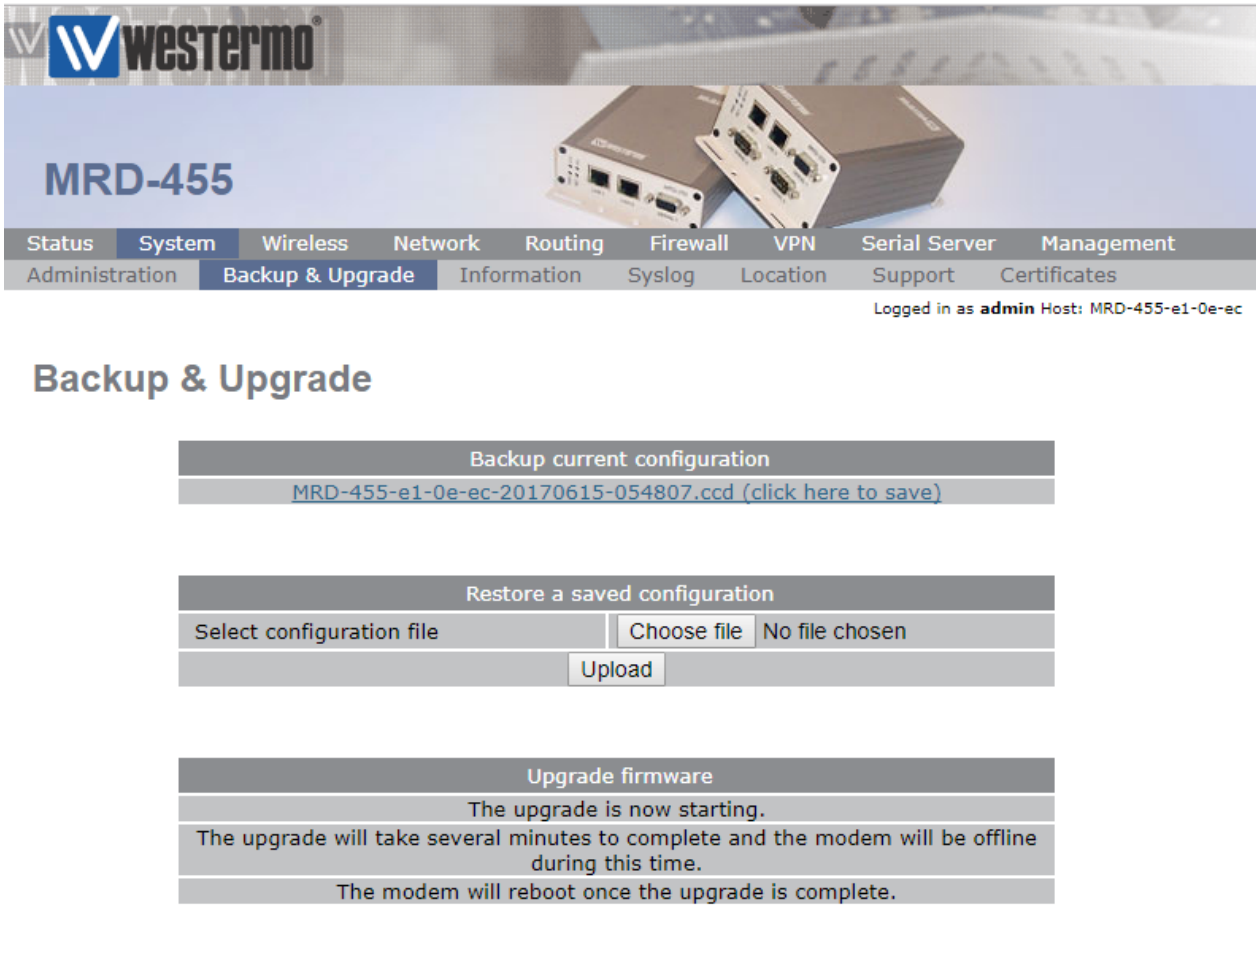 Westermo®
MRD-455
Status System Wireless Network Routing Firewall VPN Serial Server Management
Administration Backup & Upgrade Information Syslog Location Support Certificates
Logged in as admin Host: MRD-455-e1-0e-ec
Backup & Upgrade
Backup current configuration
MRD-455-e1-0e-ec-20170615-054807.ccd (click here to save)
Restore a saved configuration
Select configuration file Choose file No file chosen
Upload
Upgrade firmware
The upgrade is now starting.
The upgrade will take several minutes to complete and the modem will be offline
during this time.
The modem will reboot once the upgrade is complete.